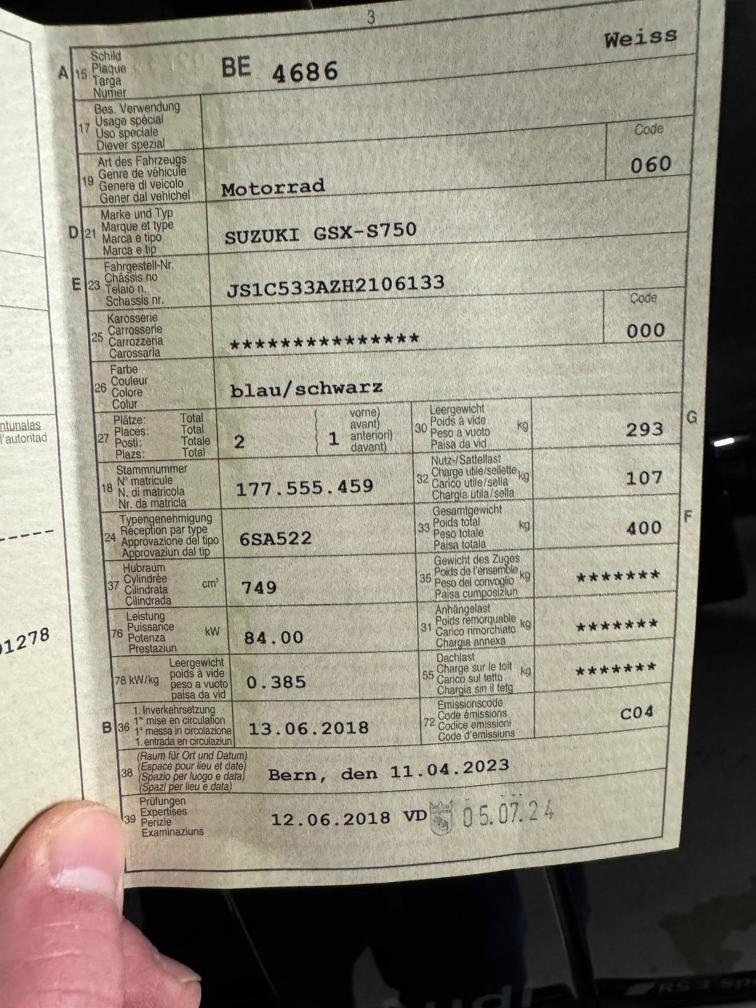 3
A 15 Schild
Plaque
Targa
Numer
BE 4686
Weiss
17 Bes. Verwendung
Usage spécial
Uso speciale
Diever spezial
19 Art des Fahrzeugs
Genre de véhicule
Genere di veicolo
Gener dal vehichel
Motorrad
Code
060
D 21 Marke und Typ
Marque et type
Marca e tipo
Marca e tip
SUZUKI GSX-S750
E 23 Fahrgestell-Nr.
Châssis no
Telaio n.
Schassis nr.
JS1C533AZH2106133
25 Karosserie
Carrosserie
Carrozzeria
Carossaria
***************
Code
000
26 Farbe
Couleur
Colore
Colur
blau/schwarz
27 Plätze: Total
Places: Total
Posti: Totale
Plazs: Total
2
1
vorne)
avant)
anteriori)
davant)
30 Leergewicht
Poids à vide
Peso a vuoto
Paisa da vid
kg
293
G
18 Stammnummer
N° matricule
N. di matricola
Nr. da matricla
177.555.459
32 Nutz-/Sattellast
Charge utile/sellette
Carico utile/sella
Chargia utila/sella
kg
107
24 Typengenehmigung
Réception par type
Approvazione del tipo
Approvaziun dal tip
6SA522
33 Gesamtgewicht
Poids total
Peso totale
Paisa totala
kg
400
F
37 Hubraum
Cylindrée
Cilindrata
Cilindrada
cm³
749
35 Gewicht des Zuges
Poids de l'ensemble
Peso del convoglio
Paisa cumposiziun
kg
*******
76 Leistung
Puissance
Potenza
Prestaziun
kW
84.00
31 Anhängelast
Poids remorquable
Carico rimorchiato
Chargia annexa
kg
*******
78 kW/kg
Leergewicht
poids à vide
peso a vuoto
paisa da vid
0.385
55 Dachlast
Charge sur le toit
Carico sul tetto
Chargia sin il tetg
kg
*******
B 36 1. Inverkehrsetzung
1re mise en circulation
1a messa in circolazione
1. entrada en circulaziun
13.06.2018
72 Emissionscode
Code émissions
Codice emissioni
Code d'emissiuns
C04
38 (Raum für Ort und Datum)
(Espace pour lieu et date)
(Spazio per luogo e data)
(Spazi per lieu e data)
Bern, den 11.04.2023
39 Prüfungen
Expertises
Perizie
Examinaziuns
12.06.2018 VD
05.07.24
l'autoritad
1278
RS 3